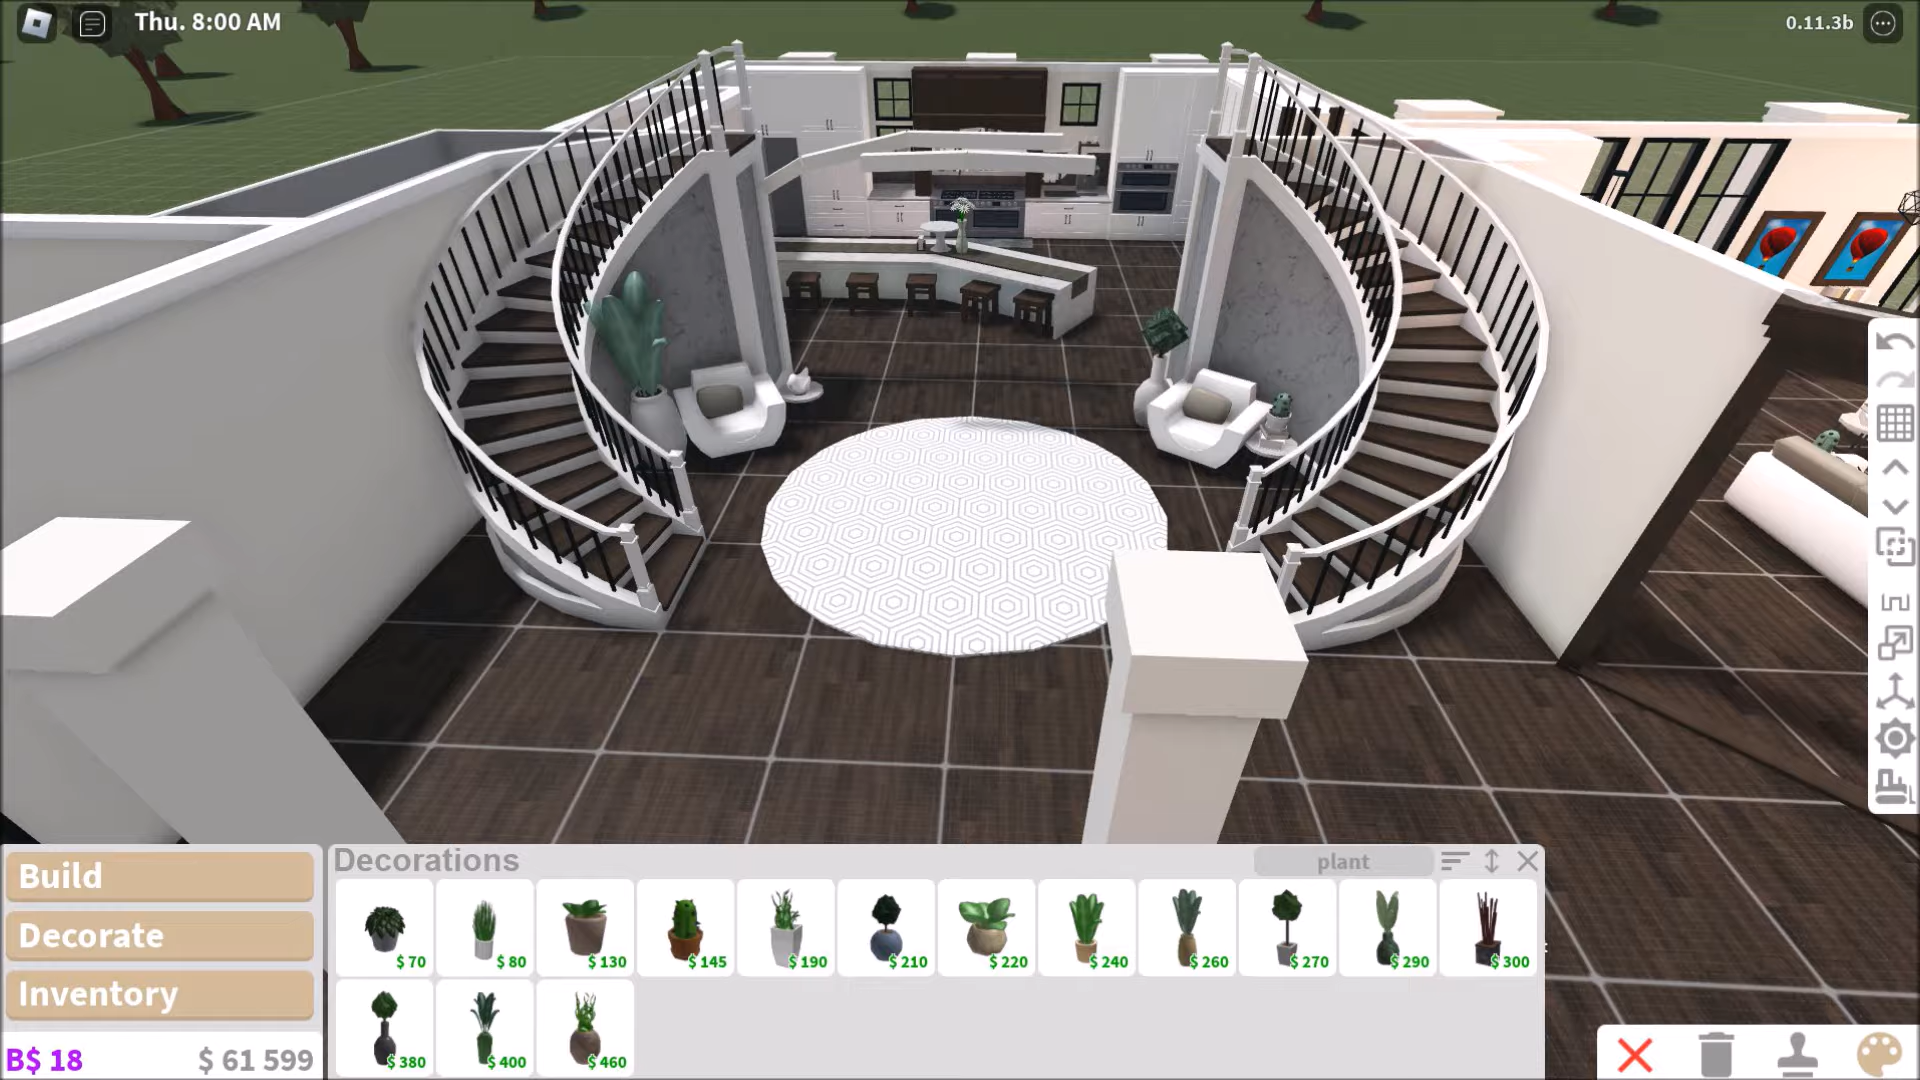 Thu. 8:00 AM
0.11.3b
Build
Decorate
Inventory
B$ 18
$ 61 599
Decorations
plant
$ 70
$ 80
$ 130
$ 145
$ 190
$ 210
$ 220
$ 240
$ 260
$ 270
$ 290
$ 300
$ 380
$ 400
$ 460